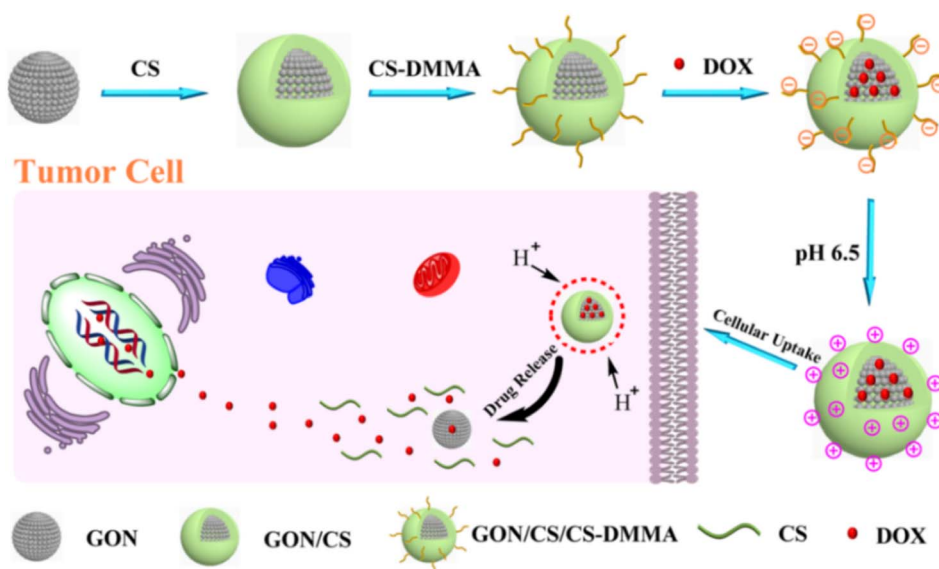 CS
CS-DMMA
DOX
Tumor Cell
pH 6.5
H+
Cellular Uptake
Drug Release
H+
GON
GON/CS
GON/CS/CS-DMMA
CS
DOX